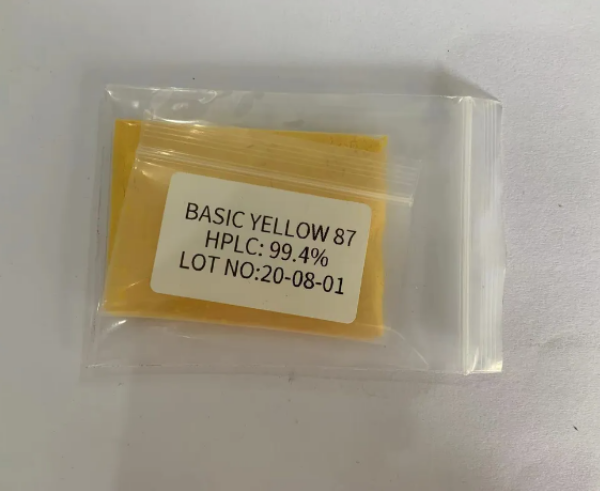 BASIC YELLOW 87
HPLC: 99.4%
LOT NO:20-08-01